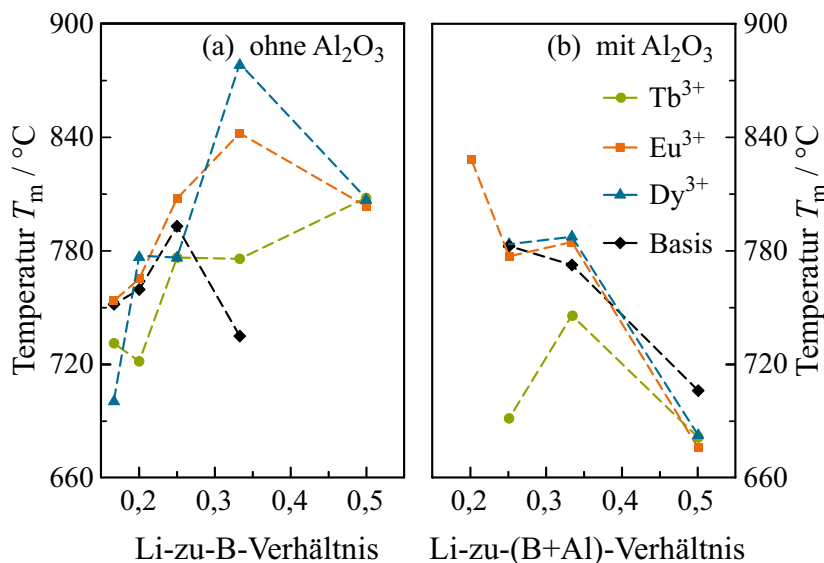 900
840
780
720
660
Temperatur Tm / °C
(a) ohne Al2O3
0,2 0,3 0,4 0,5
Li-zu-B-Verhältnis
(b) mit Al2O3
Tb3+
Eu3+
Dy3+
Basis
0,2 0,3 0,4 0,5
Li-zu-(B+Al)-Verhältnis
900
840
780
720
660
Temperatur Tm / °C